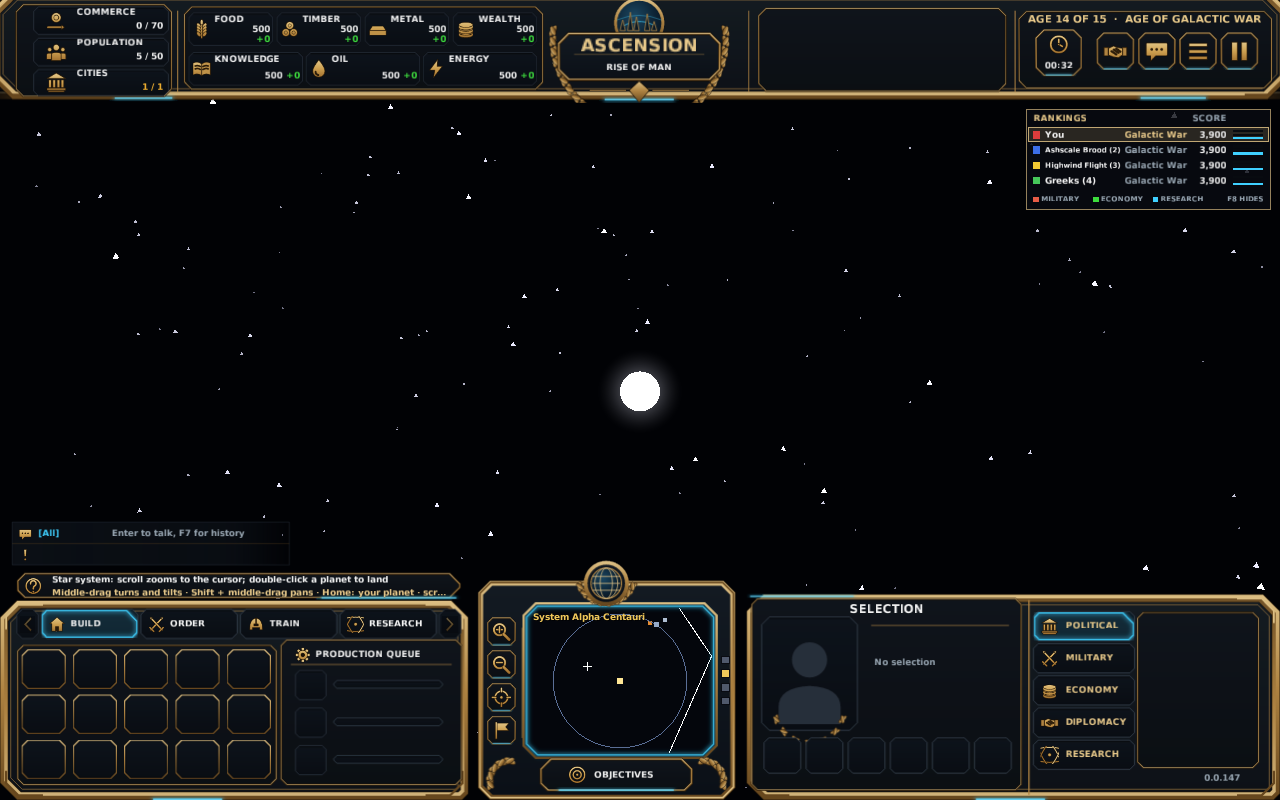 COMMERCE
0 / 70
POPULATION
5 / 50
CITIES
1 / 1
FOOD
500
+0
TIMBER
500
+0
METAL
500
+0
WEALTH
500
+0
KNOWLEDGE
500 +0
OIL
500 +0
ENERGY
500 +0
ASCENSION
RISE OF MAN
AGE 14 OF 15 · AGE OF GALACTIC WAR
00:32
RANKINGS SCORE
You Galactic War 3,900
Ashscale Brood (2) Galactic War 3,900
Highwind Flight (3) Galactic War 3,900
Greeks (4) Galactic War 3,900
MILITARY ECONOMY RESEARCH F8 HIDES
[All] Enter to talk, F7 for history
!
Star system: scroll zooms to the cursor; double-click a planet to land
Middle-drag turns and tilts · Shift + middle-drag pans · Home: your planet · scr...
BUILD
ORDER
TRAIN
RESEARCH
PRODUCTION QUEUE
System Alpha Centauri
OBJECTIVES
SELECTION
No selection
POLITICAL
MILITARY
ECONOMY
DIPLOMACY
RESEARCH
0.0.147